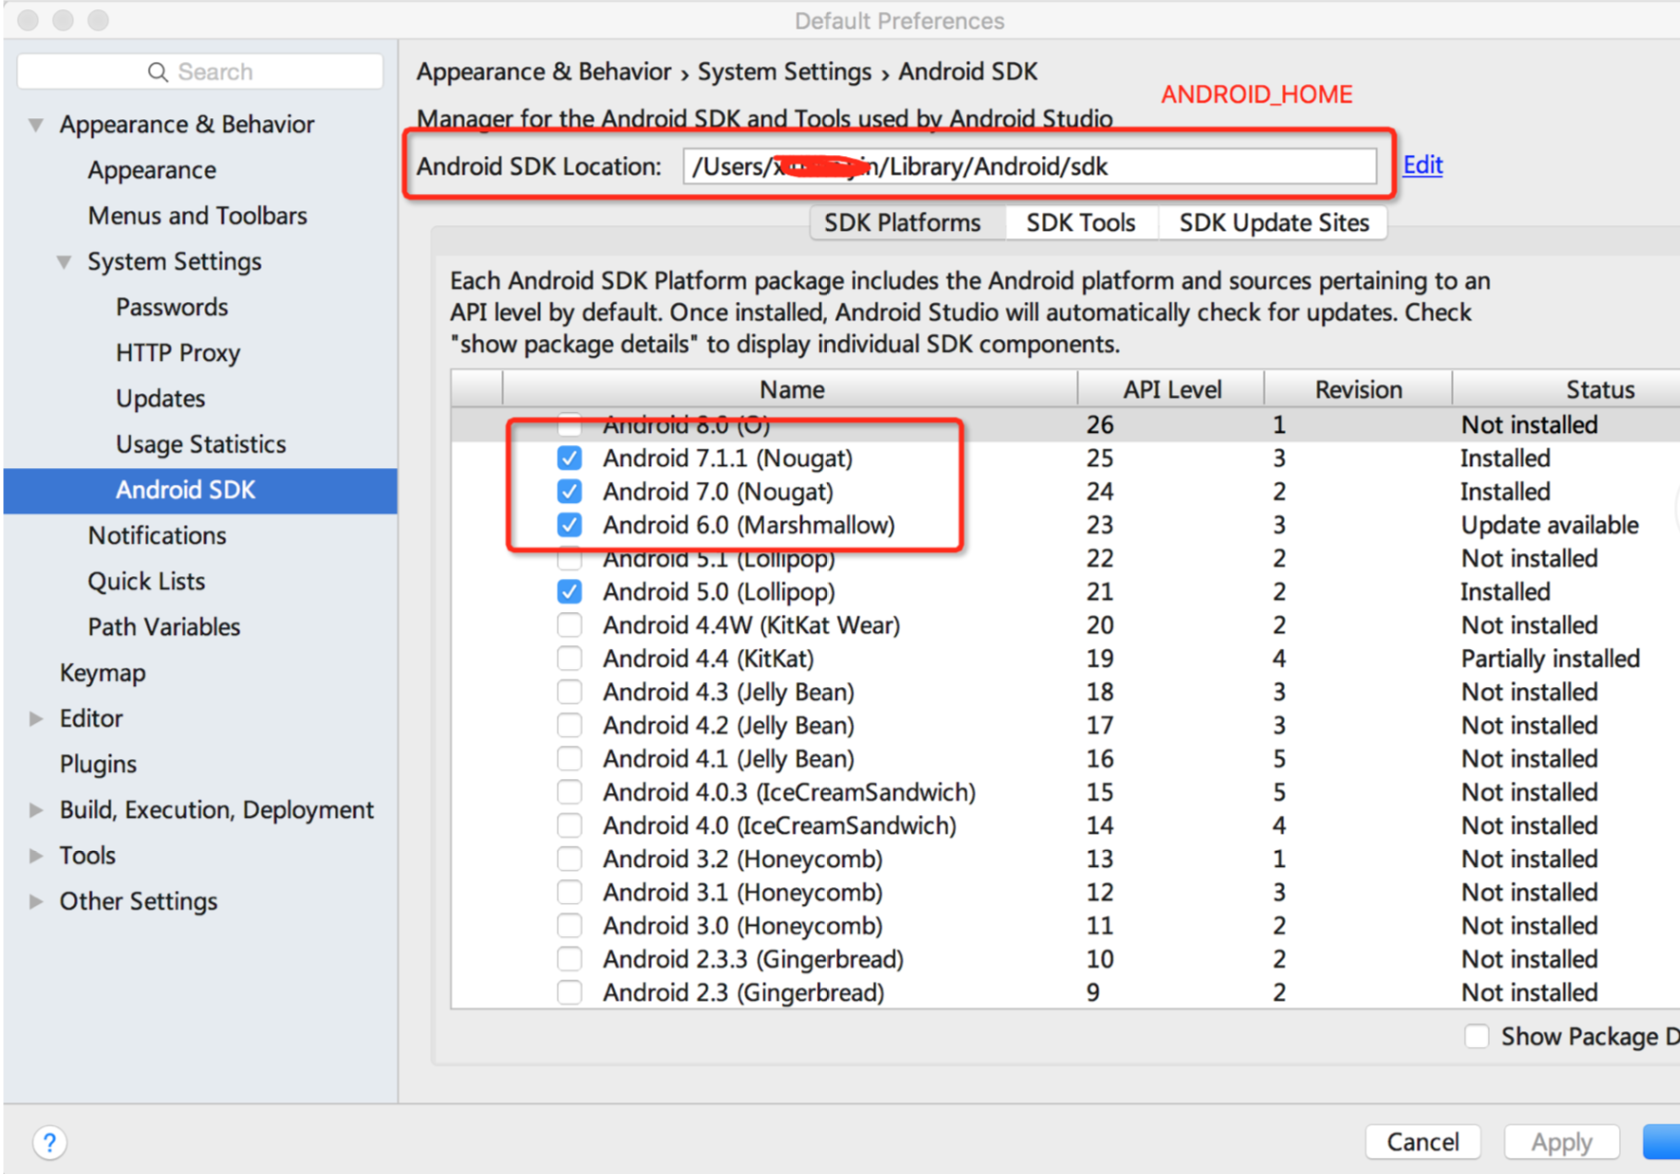 Default Preferences
Search
Appearance & Behavior
Appearance
Menus and Toolbars
System Settings
Passwords
HTTP Proxy
Updates
Usage Statistics
Android SDK
Notifications
Quick Lists
Path Variables
Keymap
Editor
Plugins
Build, Execution, Deployment
Tools
Other Settings
Appearance & Behavior › System Settings › Android SDK
ANDROID_HOME
Manager for the Android SDK and Tools used by Android Studio
Android SDK Location: /Users/ /Library/Android/sdk Edit
SDK Platforms SDK Tools SDK Update Sites
Each Android SDK Platform package includes the Android platform and sources pertaining to an
API level by default. Once installed, Android Studio will automatically check for updates. Check
"show package details" to display individual SDK components.
Name API Level Revision Status
Android 8.0 (O) 26 1 Not installed
Android 7.1.1 (Nougat) 25 3 Installed
Android 7.0 (Nougat) 24 2 Installed
Android 6.0 (Marshmallow) 23 3 Update available
Android 5.1 (Lollipop) 22 2 Not installed
Android 5.0 (Lollipop) 21 2 Installed
Android 4.4W (KitKat Wear) 20 2 Not installed
Android 4.4 (KitKat) 19 4 Partially installed
Android 4.3 (Jelly Bean) 18 3 Not installed
Android 4.2 (Jelly Bean) 17 3 Not installed
Android 4.1 (Jelly Bean) 16 5 Not installed
Android 4.0.3 (IceCreamSandwich) 15 5 Not installed
Android 4.0 (IceCreamSandwich) 14 4 Not installed
Android 3.2 (Honeycomb) 13 1 Not installed
Android 3.1 (Honeycomb) 12 3 Not installed
Android 3.0 (Honeycomb) 11 2 Not installed
Android 2.3.3 (Gingerbread) 10 2 Not installed
Android 2.3 (Gingerbread) 9 2 Not installed
Show Package D
? Cancel Apply